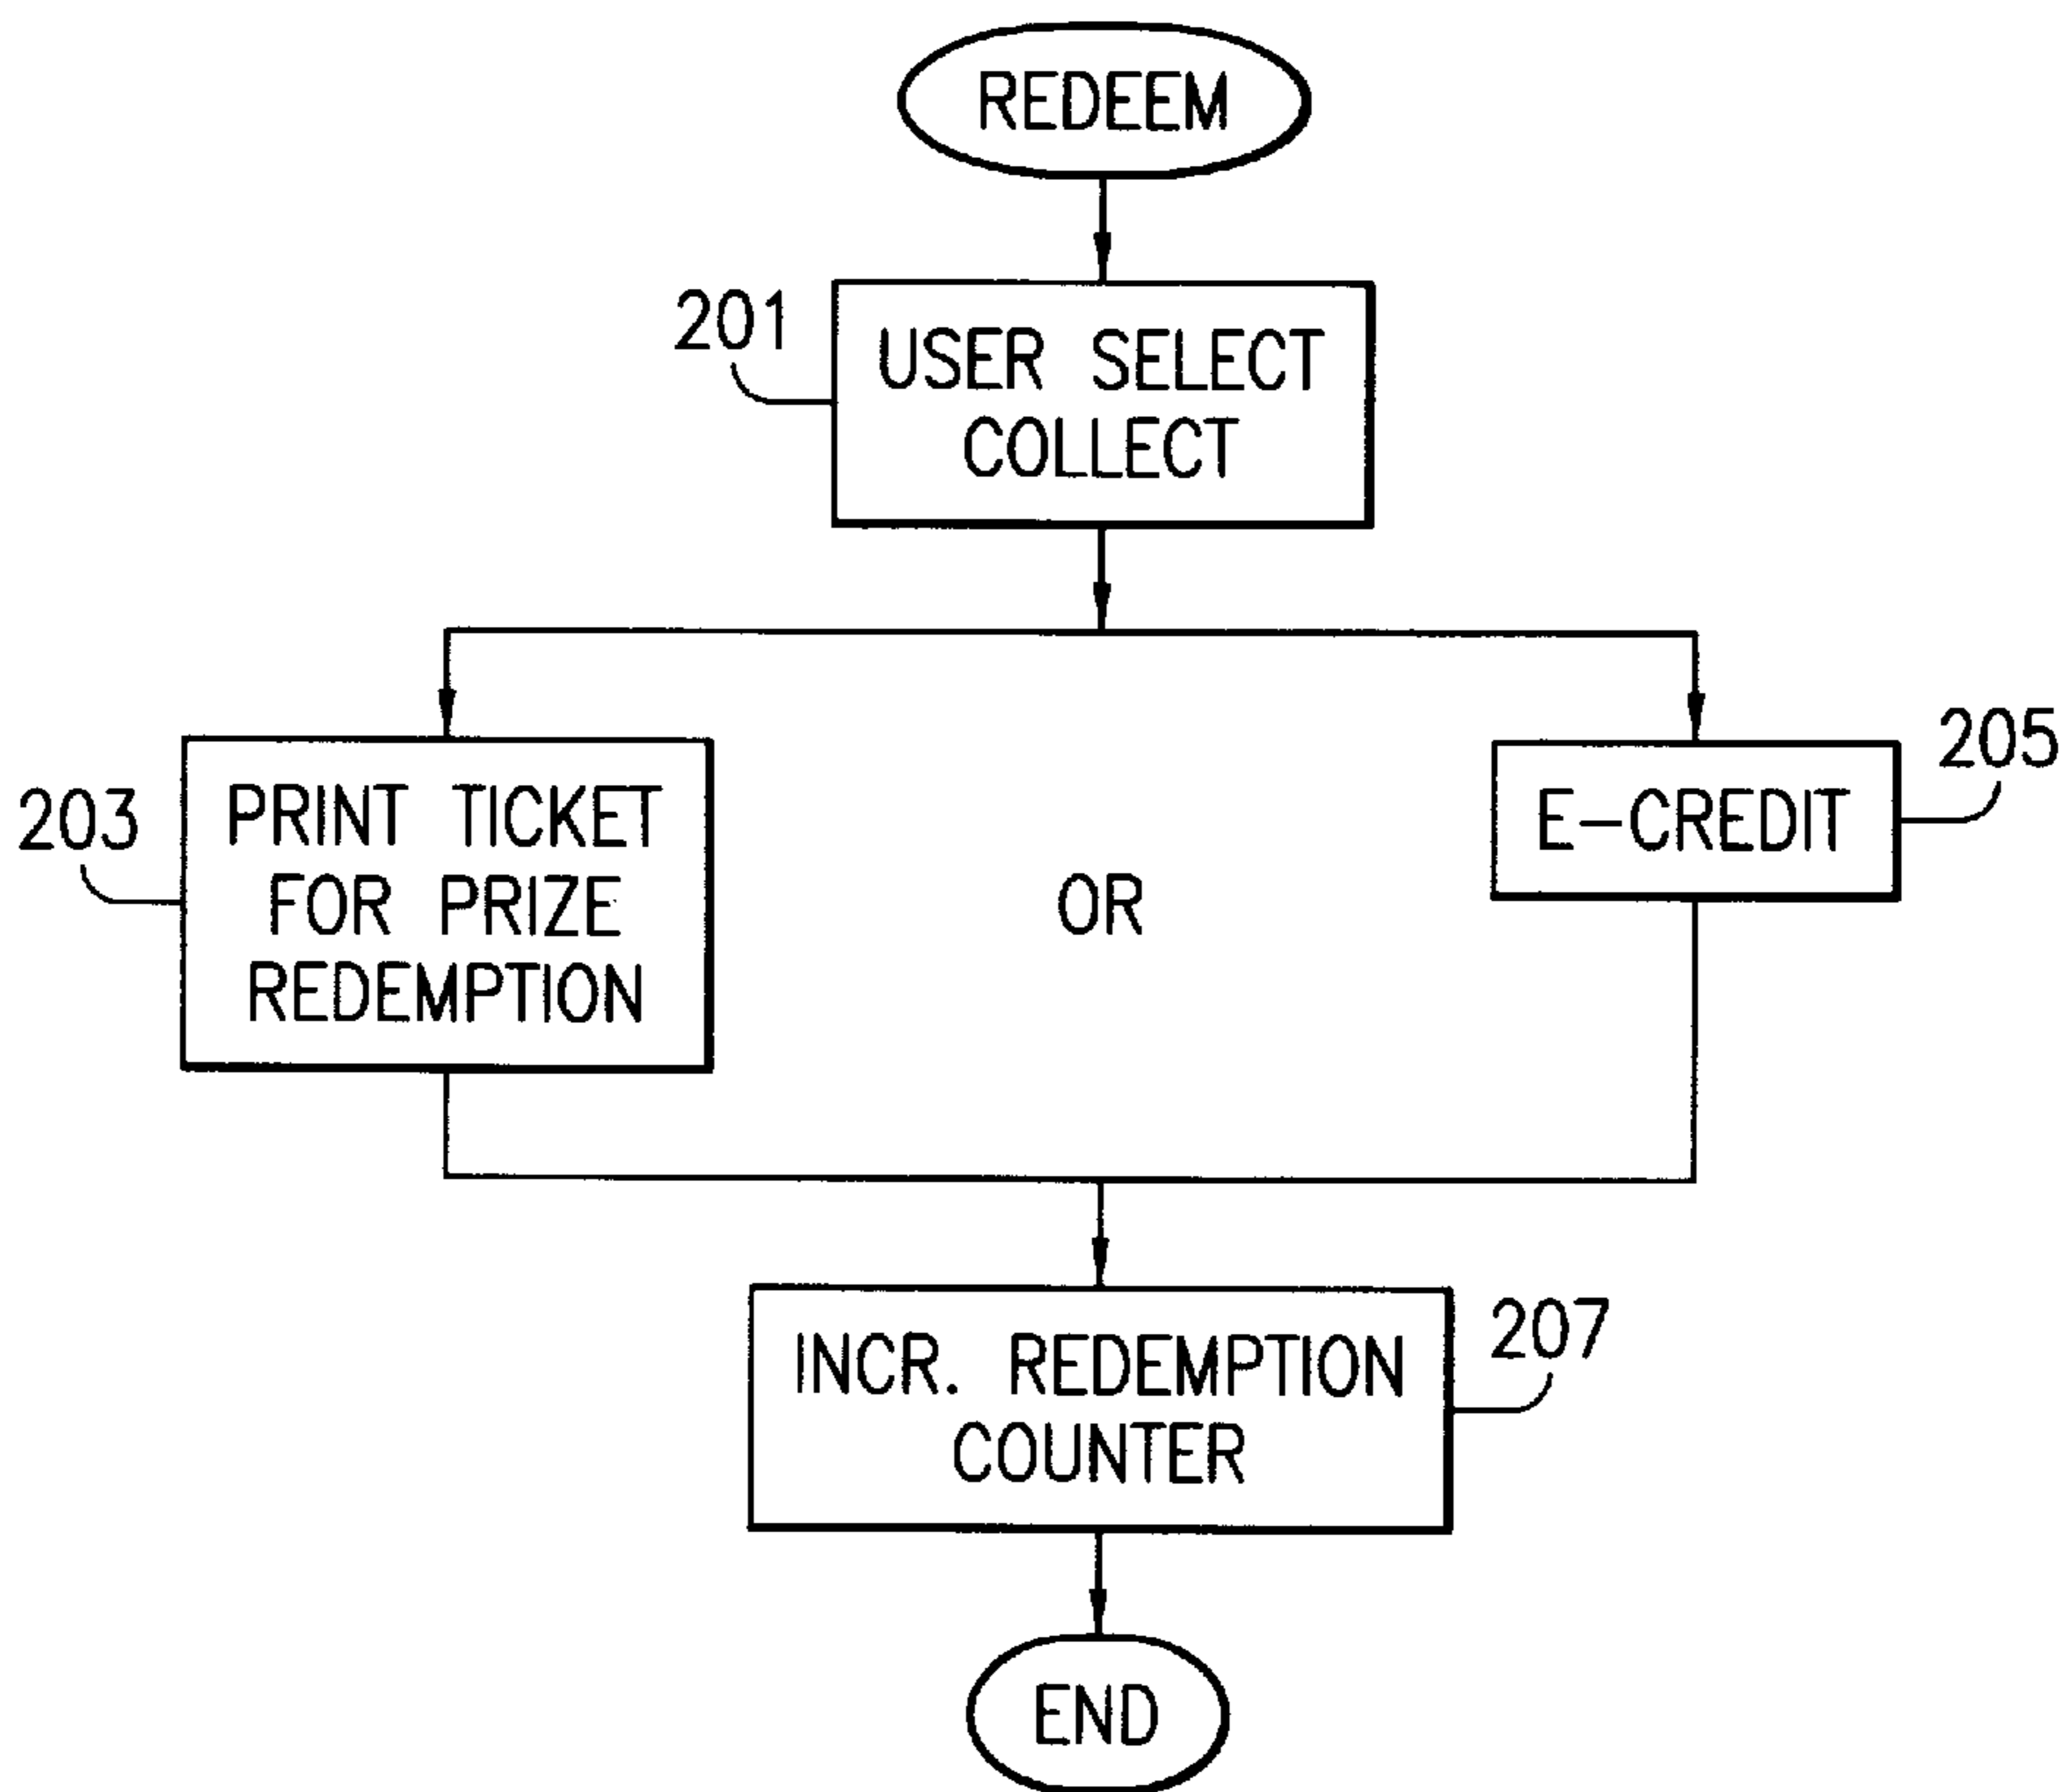 REDEEM
201
USER SELECT
COLLECT
203
PRINT TICKET
FOR PRIZE
REDEMPTION
OR
E-CREDIT
205
INCR. REDEMPTION
COUNTER
207
END